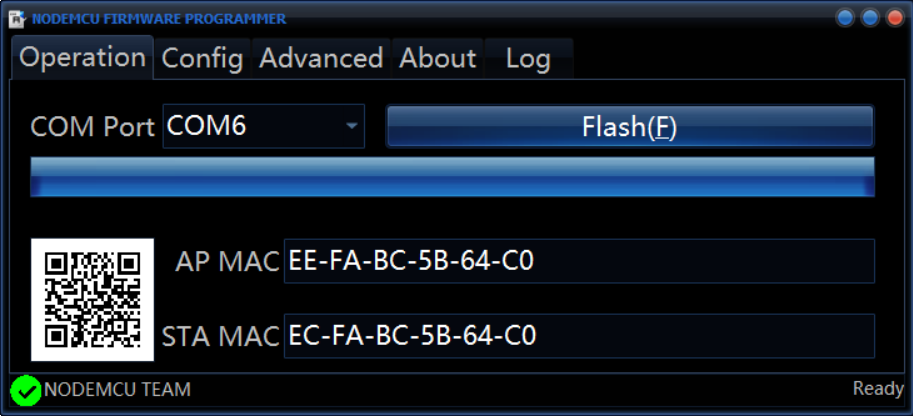 NODEMCU FIRMWARE PROGRAMMER
Operation Config Advanced About Log
COM Port COM6 Flash(F)
AP MAC EE-FA-BC-5B-64-C0
STA MAC EC-FA-BC-5B-64-C0
NODEMCU TEAM Ready